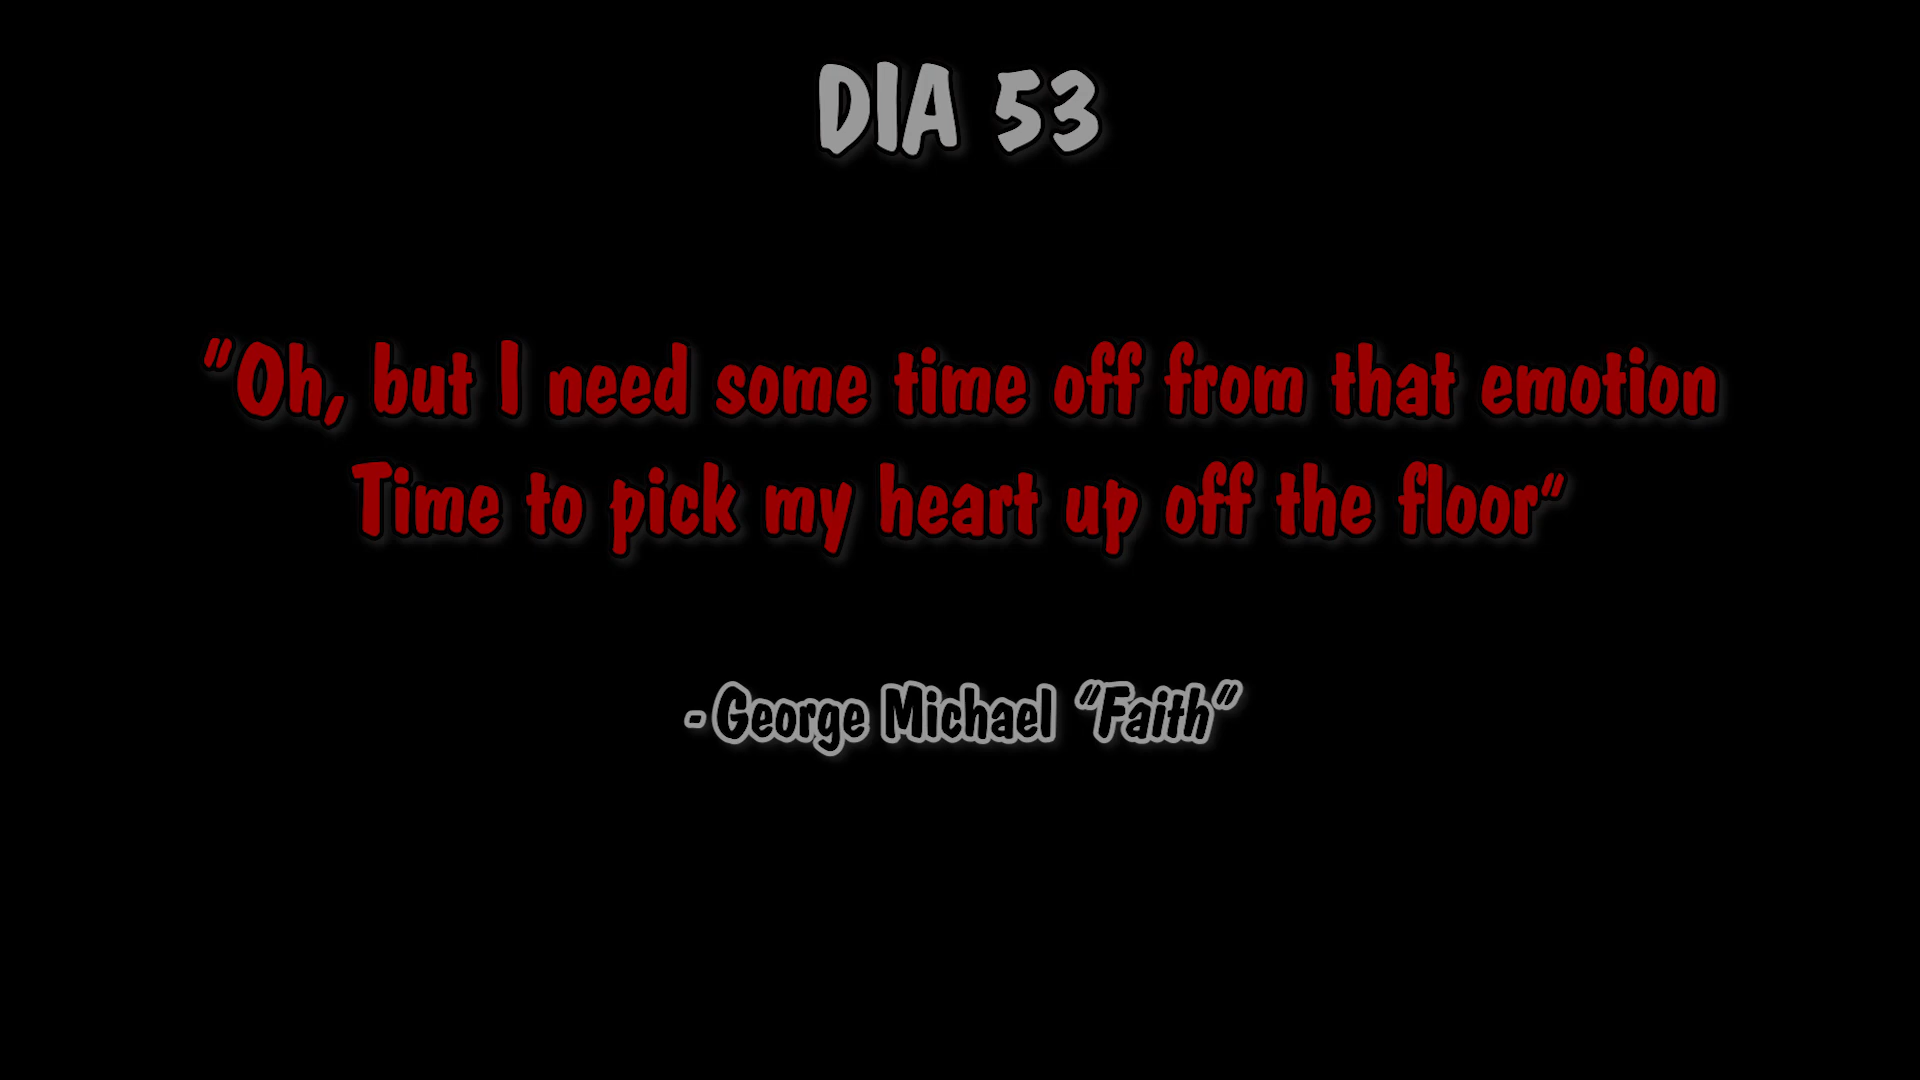 DIA 53
"Oh, but I need some time off from that emotion
Time to pick my heart up off the floor"
- George Michael "Faith"